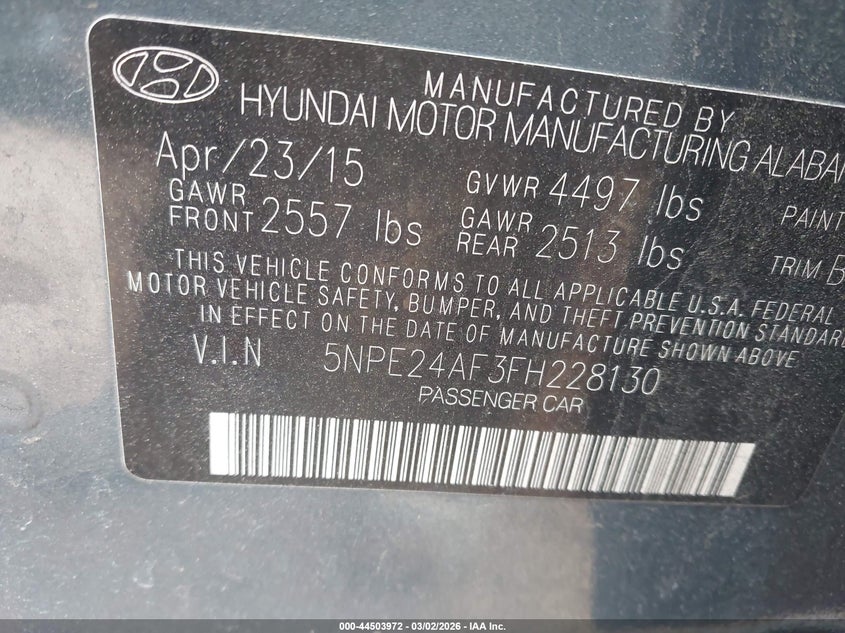 MANUFACTURED BY
HYUNDAI MOTOR MANUFACTURING
Apr/23/15 GVWR 4497 lbs PAINT
GAWR FRONT 2557 lbs GAWR REAR 2513 lbs TRIM
THIS VEHICLE CONFORMS TO ALL APPLICABLE U.S.A. FEDERAL
MOTOR VEHICLE SAFETY, BUMPER, AND THEFT PREVENTION STANDARD
IN EFFECT ON THE DATE OF MANUFACTURE SHOWN ABOVE
V.I.N 5NPE24AF3FH228130
PASSENGER CAR
000-44503972 - 03/02/2026 - IAA Inc.